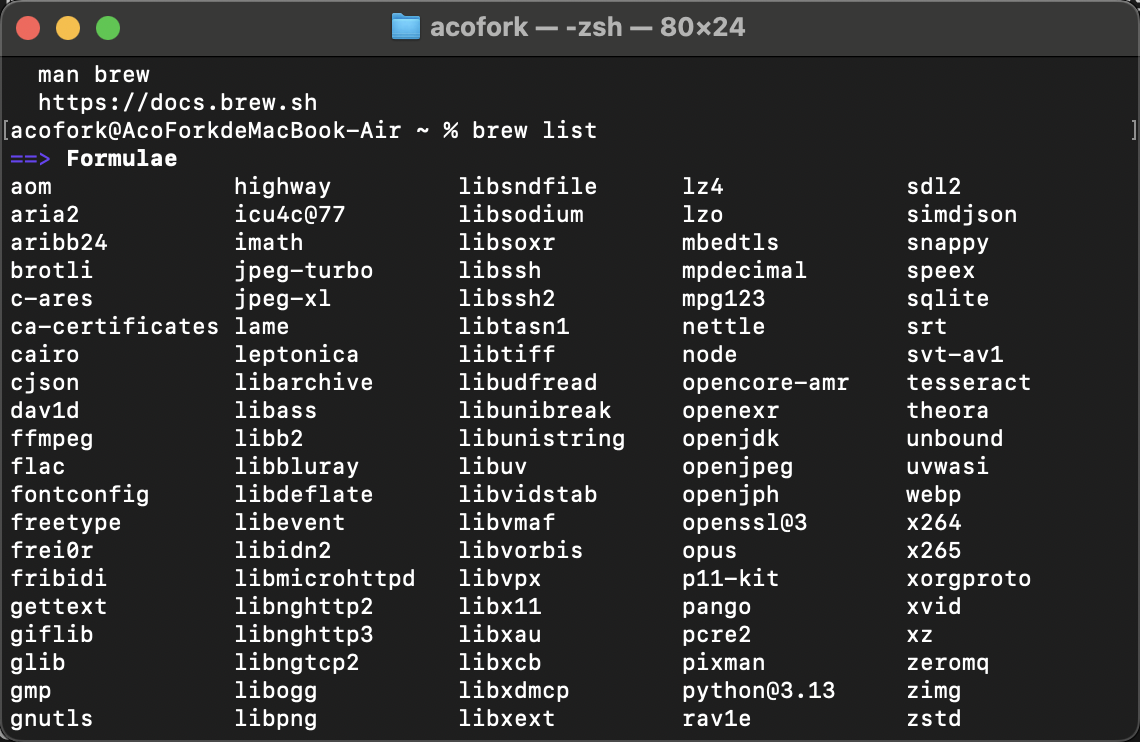 acofork — -zsh — 80×24
man brew
https://docs.brew.sh
[acofork@AcoForkdeMacBook-Air ~ % brew list ]
==> Formulae
aom highway libsndfile lz4 sdl2
aria2 icu4c@77 libsodium lzo simdjson
aribb24 imath libsoxr mbedtls snappy
brotli jpeg-turbo libssh mpdecimal speex
c-ares jpeg-xl libssh2 mpg123 sqlite
ca-certificates lame libtasn1 nettle srt
cairo leptonica libtiff node svt-av1
cjson libarchive libudfread opencore-amr tesseract
dav1d libass libunibreak openexr theora
ffmpeg libb2 libunistring openjdk unbound
flac libbluray libuv openjpeg uvwasi
fontconfig libdeflate libvidstab openjph webp
freetype libevent libvmaf openssl@3 x264
frei0r libidn2 libvorbis opus x265
fribidi libmicrohttpd libvpx p11-kit xorgproto
gettext libnghttp2 libx11 pango xvid
giflib libnghttp3 libxau pcre2 xz
glib libngtcp2 libxcb pixman zeromq
gmp libogg libxdmcp python@3.13 zimg
gnutls libpng libxext rav1e zstd